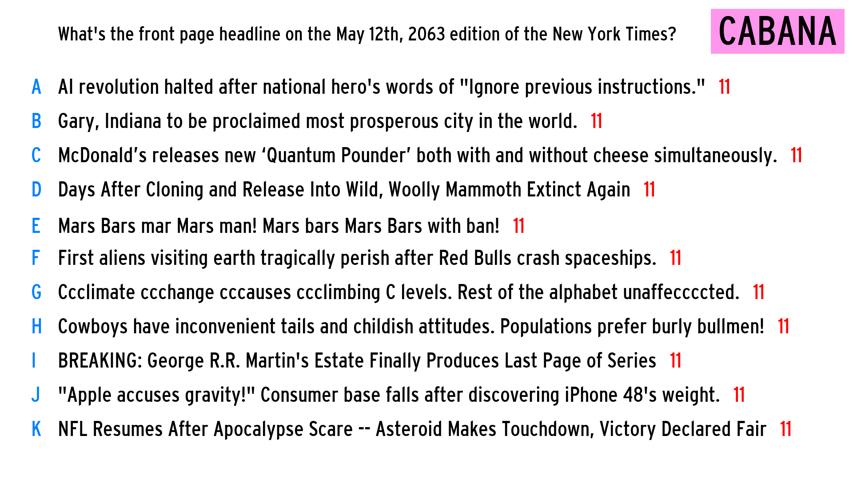 What's the front page headline on the May 12th, 2063 edition of the New York Times?
CABANA
A AI revolution halted after national hero's words of "Ignore previous instructions." 11
B Gary, Indiana to be proclaimed most prosperous city in the world. 11
C McDonald’s releases new ‘Quantum Pounder’ both with and without cheese simultaneously. 11
D Days After Cloning and Release Into Wild, Woolly Mammoth Extinct Again 11
E Mars Bars mar Mars man! Mars bars Mars Bars with ban! 11
F First aliens visiting earth tragically perish after Red Bulls crash spaceships. 11
G Ccclimate ccchange cccauses ccclimbing C levels. Rest of the alphabet unaffecccccted. 11
H Cowboys have inconvenient tails and childish attitudes. Populations prefer burly bullmen! 11
I BREAKING: George R.R. Martin's Estate Finally Produces Last Page of Series 11
J "Apple accuses gravity!" Consumer base falls after discovering iPhone 48's weight. 11
K NFL Resumes After Apocalypse Scare -- Asteroid Makes Touchdown, Victory Declared Fair 11